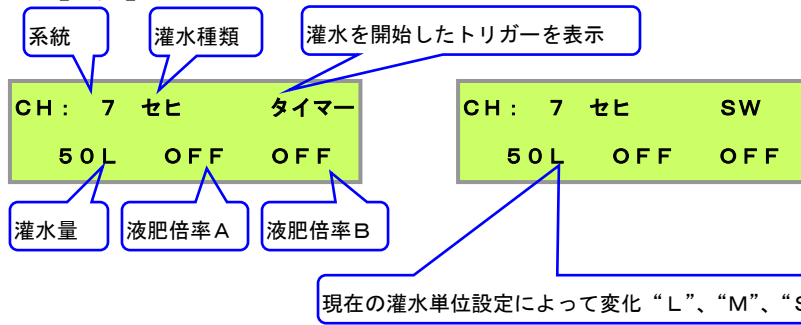 系統
灌水種類
灌水を開始したトリガーを表示
CH: 7 セヒ タイマー
50L OFF OFF
CH: 7 セヒ SW
50L OFF OFF
灌水量
液肥倍率A
液肥倍率B
現在の灌水単位設定によって変化“L”、“M”、“S